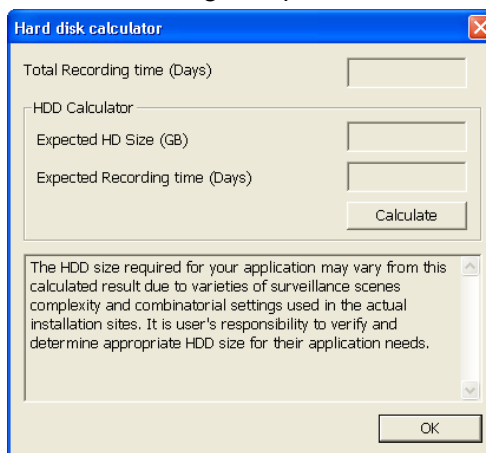 Hard disk calculator
Total Recording time (Days)
HDD Calculator
Expected HD Size (GB)
Expected Recording time (Days)
Calculate
The HDD size required for your application may vary from this
calculated result due to varieties of surveillance scenes
complexity and combinatorial settings used in the actual
installation sites. It is user's responsibility to verify and
determine appropriate HDD size for their application needs.
OK